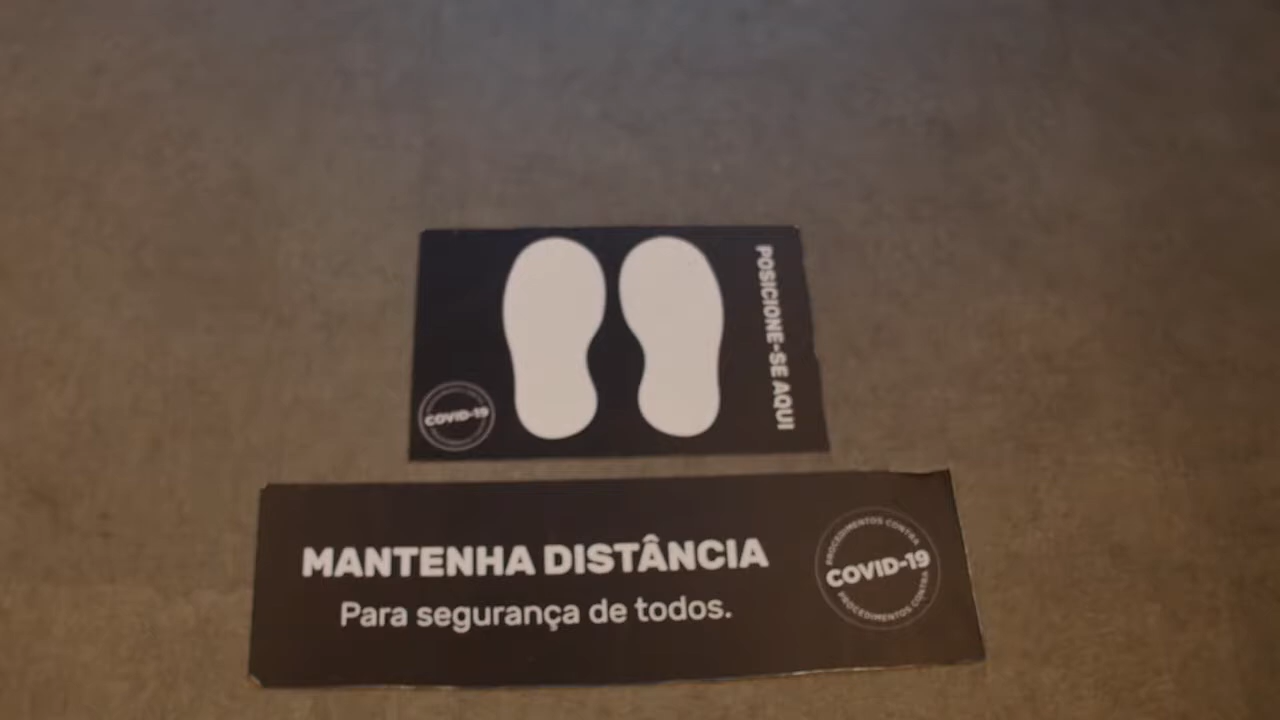 POSICIONE-SE AQUI
COVID-19
MANTENHA DISTÂNCIA
Para segurança de todos.
PROCEDIMENTOS CONTRA
COVID-19
PROCEDIMENTOS CONTRA